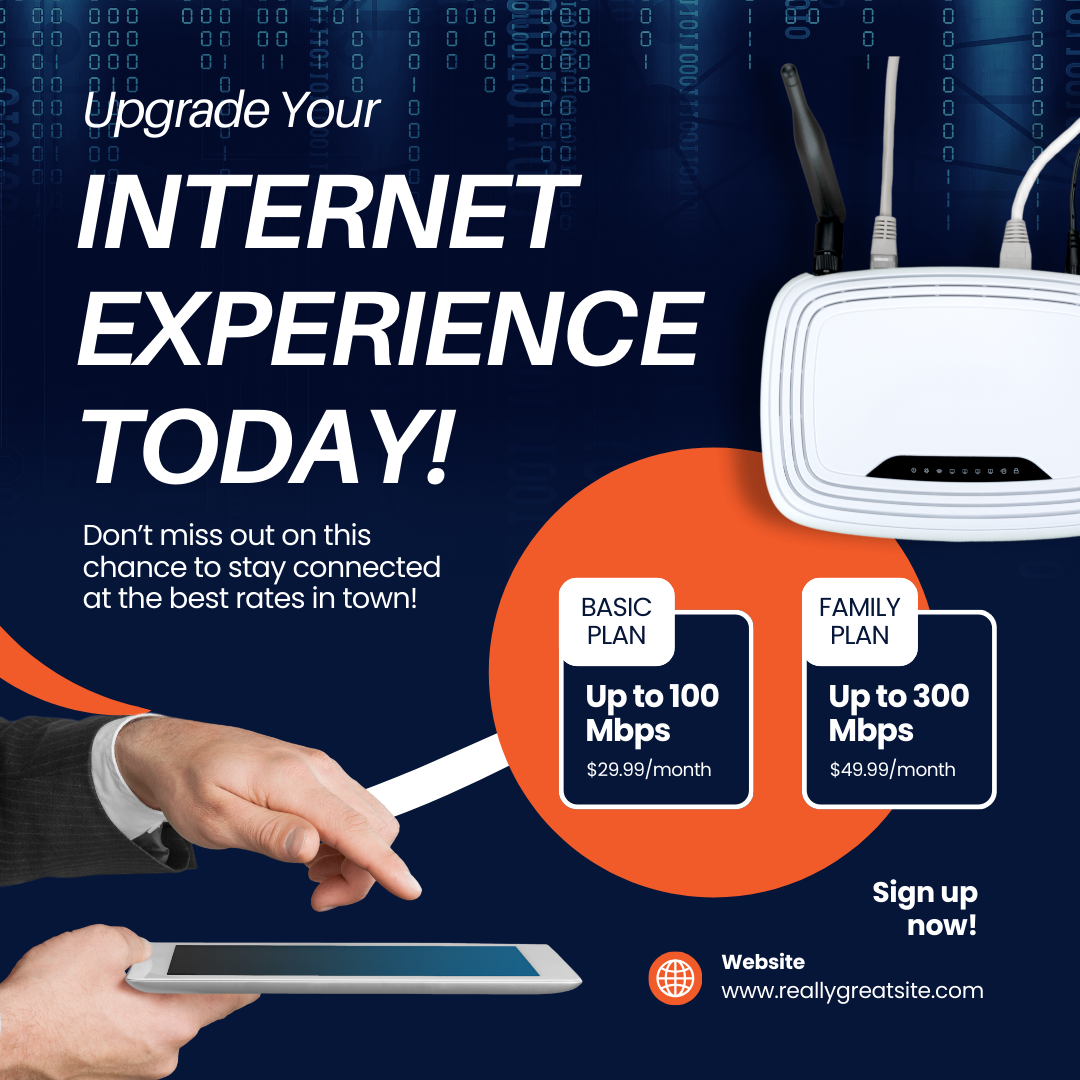 Upgrade Your
INTERNET
EXPERIENCE
TODAY!
Don’t miss out on this
chance to stay connected
at the best rates in town!
BASIC
PLAN
Up to 100
Mbps
$29.99/month
FAMILY
PLAN
Up to 300
Mbps
$49.99/month
Sign up
now!
Website
www.reallygreatsite.com